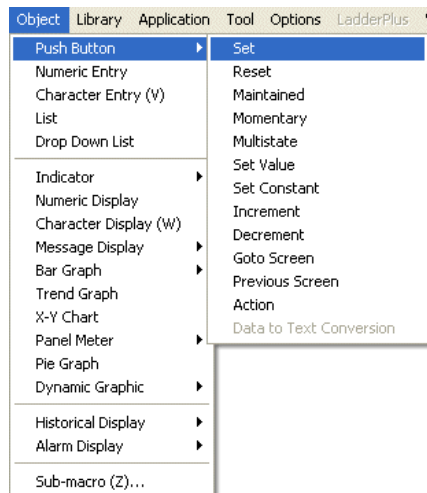 Object Library Application Tool Options LadderPlus
Push Button
Numeric Entry
Character Entry (V)
List
Drop Down List
Indicator
Numeric Display
Character Display (W)
Message Display
Bar Graph
Trend Graph
X-Y Chart
Panel Meter
Pie Graph
Dynamic Graphic
Historical Display
Alarm Display
Sub-macro (Z)...
Set
Reset
Maintained
Momentary
Multistate
Set Value
Set Constant
Increment
Decrement
Goto Screen
Previous Screen
Action
Data to Text Conversion